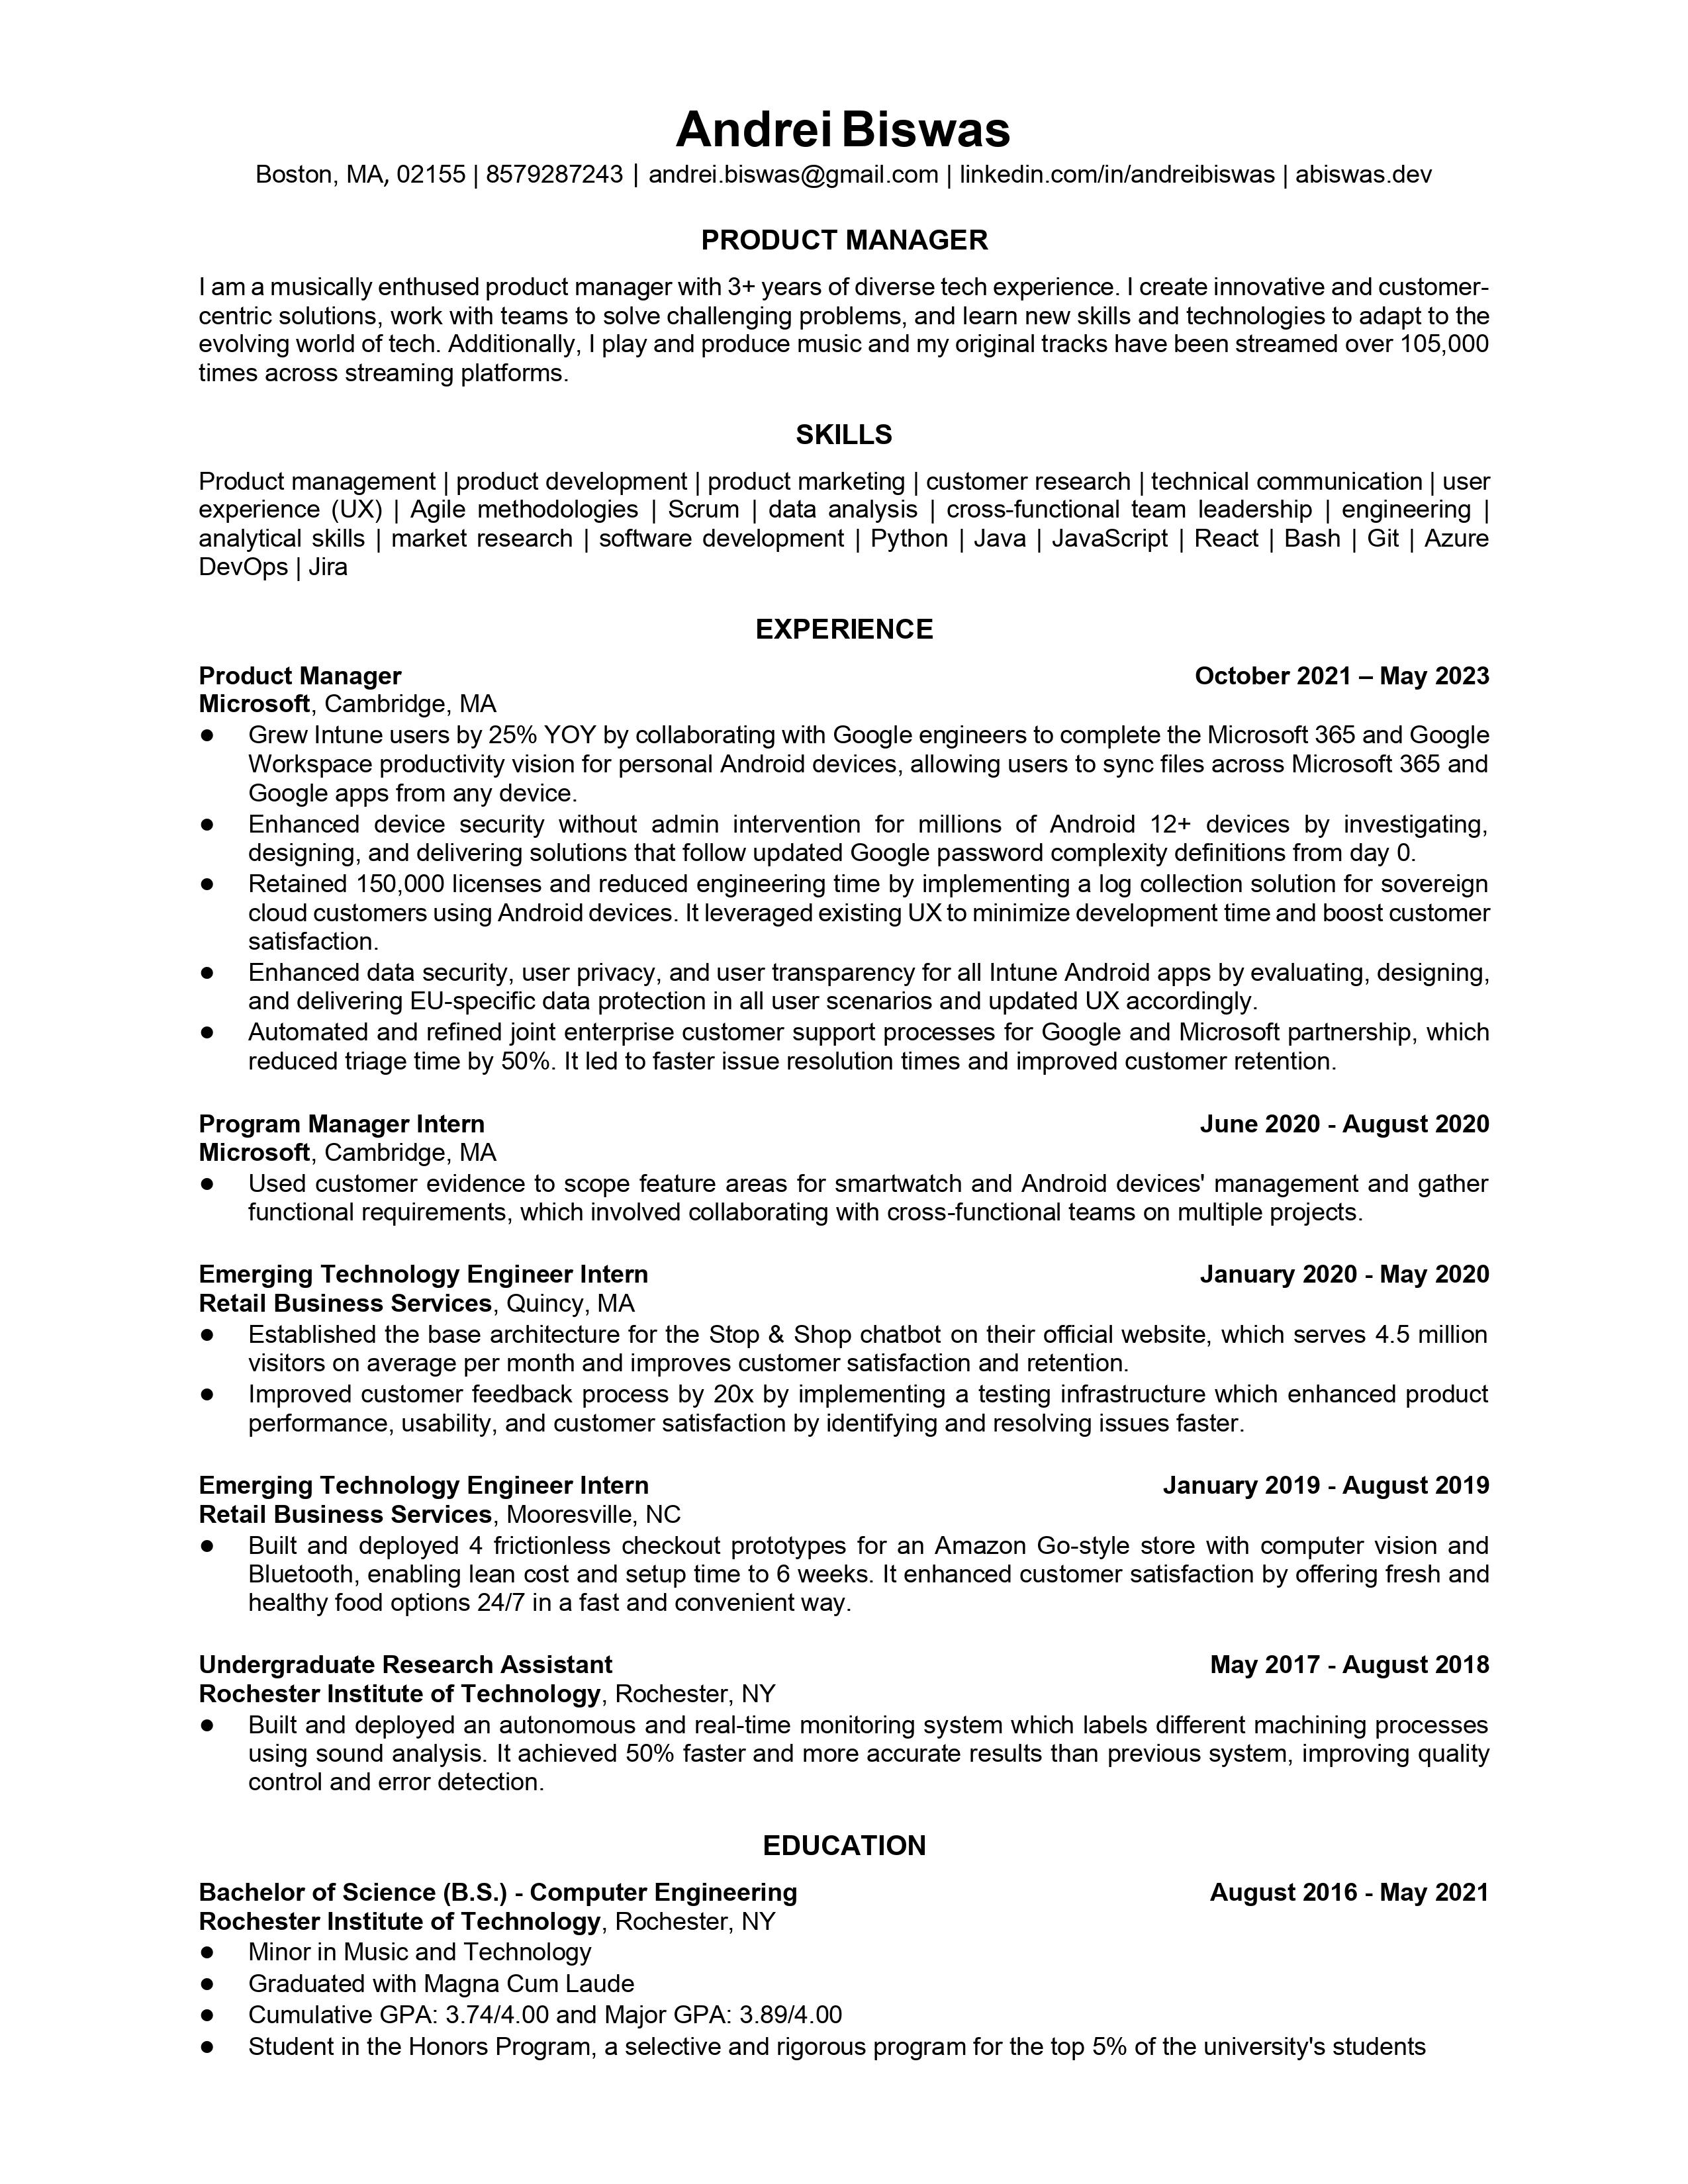 Andrei Biswas
Boston, MA, 02155 | 8579287243 | andrei.biswas@gmail.com | linkedin.com/in/andreibiswas | abiswas.dev
PRODUCT MANAGER
I am a musically enthused product manager with 3+ years of diverse tech experience. I create innovative and customer-
centric solutions, work with teams to solve challenging problems, and learn new skills and technologies to adapt to the
evolving world of tech. Additionally, I play and produce music and my original tracks have been streamed over 105,000
times across streaming platforms.
SKILLS
Product management | product development | product marketing | customer research | technical communication | user
experience (UX) | Agile methodologies | Scrum | data analysis | cross-functional team leadership | engineering |
analytical skills | market research | software development | Python | Java | JavaScript | React | Bash | Git | Azure
DevOps | Jira
EXPERIENCE
Product Manager October 2021 – May 2023
Microsoft, Cambridge, MA
● Grew Intune users by 25% YOY by collaborating with Google engineers to complete the Microsoft 365 and Google
Workspace productivity vision for personal Android devices, allowing users to sync files across Microsoft 365 and
Google apps from any device.
● Enhanced device security without admin intervention for millions of Android 12+ devices by investigating,
designing, and delivering solutions that follow updated Google password complexity definitions from day 0.
● Retained 150,000 licenses and reduced engineering time by implementing a log collection solution for sovereign
cloud customers using Android devices. It leveraged existing UX to minimize development time and boost customer
satisfaction.
● Enhanced data security, user privacy, and user transparency for all Intune Android apps by evaluating, designing,
and delivering EU-specific data protection in all user scenarios and updated UX accordingly.
● Automated and refined joint enterprise customer support processes for Google and Microsoft partnership, which
reduced triage time by 50%. It led to faster issue resolution times and improved customer retention.
Program Manager Intern June 2020 - August 2020
Microsoft, Cambridge, MA
● Used customer evidence to scope feature areas for smartwatch and Android devices' management and gather
functional requirements, which involved collaborating with cross-functional teams on multiple projects.
Emerging Technology Engineer Intern January 2020 - May 2020
Retail Business Services, Quincy, MA
● Established the base architecture for the Stop & Shop chatbot on their official website, which serves 4.5 million
visitors on average per month and improves customer satisfaction and retention.
● Improved customer feedback process by 20x by implementing a testing infrastructure which enhanced product
performance, usability, and customer satisfaction by identifying and resolving issues faster.
Emerging Technology Engineer Intern January 2019 - August 2019
Retail Business Services, Mooresville, NC
● Built and deployed 4 frictionless checkout prototypes for an Amazon Go-style store with computer vision and
Bluetooth, enabling lean cost and setup time to 6 weeks. It enhanced customer satisfaction by offering fresh and
healthy food options 24/7 in a fast and convenient way.
Undergraduate Research Assistant May 2017 - August 2018
Rochester Institute of Technology, Rochester, NY
● Built and deployed an autonomous and real-time monitoring system which labels different machining processes
using sound analysis. It achieved 50% faster and more accurate results than previous system, improving quality
control and error detection.
EDUCATION
Bachelor of Science (B.S.) - Computer Engineering August 2016 - May 2021
Rochester Institute of Technology, Rochester, NY
● Minor in Music and Technology
● Graduated with Magna Cum Laude
● Cumulative GPA: 3.74/4.00 and Major GPA: 3.89/4.00
● Student in the Honors Program, a selective and rigorous program for the top 5% of the university's students